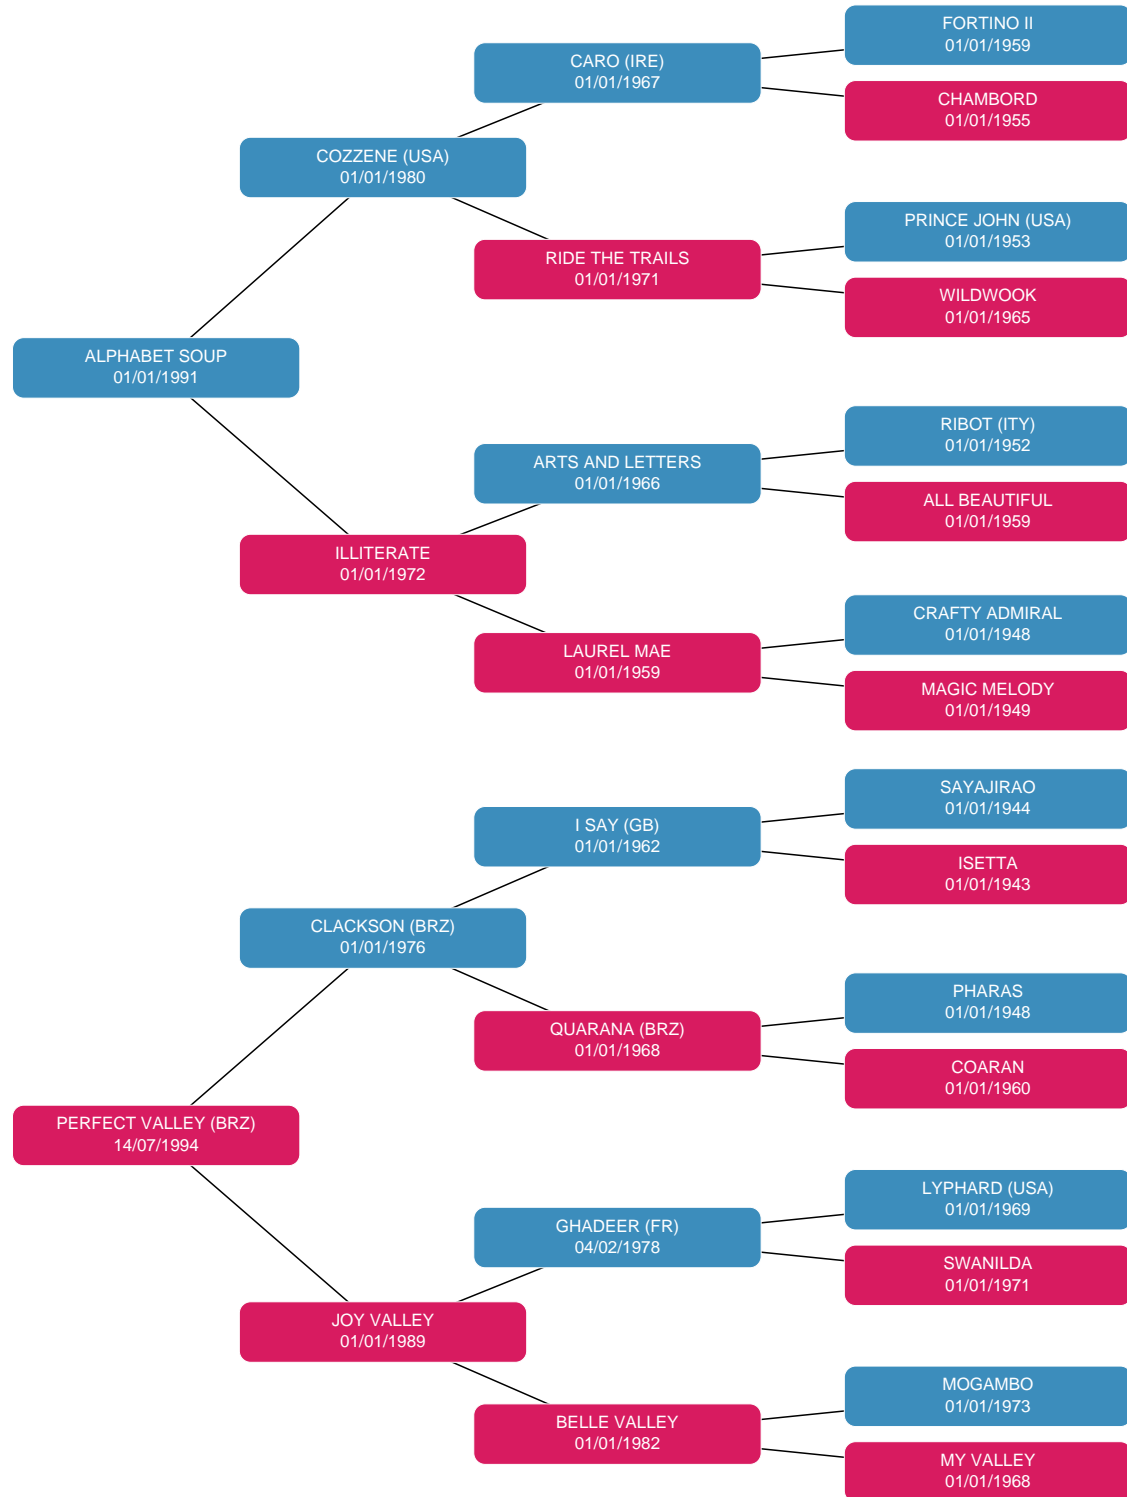 FORTINO II
01/01/1959
CARO (IRE)
01/01/1967
CHAMBORD
01/01/1955
COZZENE (USA)
01/01/1980
PRINCE JOHN (USA)
01/01/1953
RIDE THE TRAILS
01/01/1971
WILDWOOK
01/01/1965
ALPHABET SOUP
01/01/1991
RIBOT (ITY)
01/01/1952
ARTS AND LETTERS
01/01/1966
ALL BEAUTIFUL
01/01/1959
ILLITERATE
01/01/1972
CRAFTY ADMIRAL
01/01/1948
LAUREL MAE
01/01/1959
MAGIC MELODY
01/01/1949
SAYAJIRAO
01/01/1944
I SAY (GB)
01/01/1962
ISETTA
01/01/1943
CLACKSON (BRZ)
01/01/1976
PHARAS
01/01/1948
QUARANA (BRZ)
01/01/1968
COARAN
01/01/1960
PERFECT VALLEY (BRZ)
14/07/1994
LYPHARD (USA)
01/01/1969
GHADEER (FR)
04/02/1978
SWANILDA
01/01/1971
JOY VALLEY
01/01/1989
MOGAMBO
01/01/1973
BELLE VALLEY
01/01/1982
MY VALLEY
01/01/1968